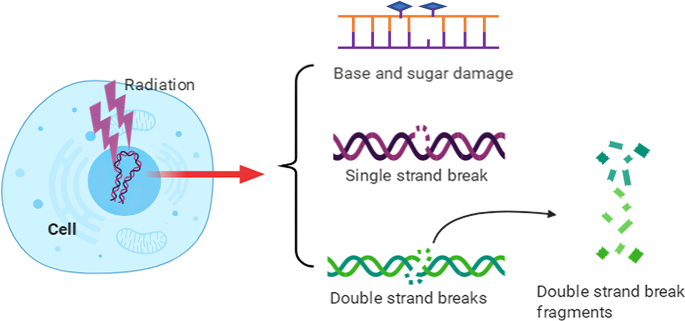 Radiation
Cell
Base and sugar damage
Single strand break
Double strand breaks
Double strand break
fragments